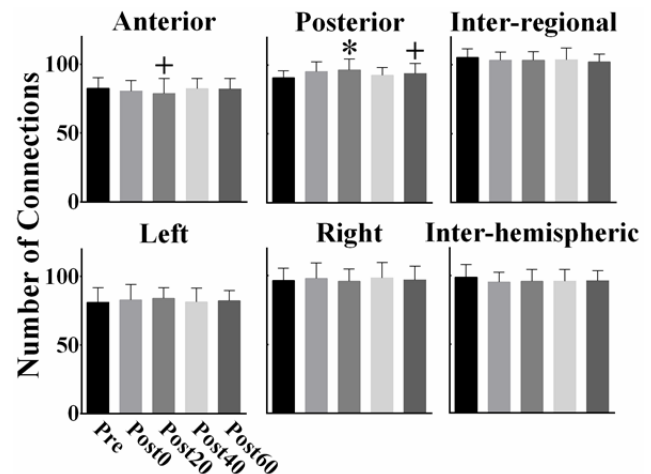 Anterior Posterior Inter-regional
+ * +
100
50
0
Number of Connections
Left Right Inter-hemispheric
100
50
0
Pre Post0 Post20 Post40 Post60